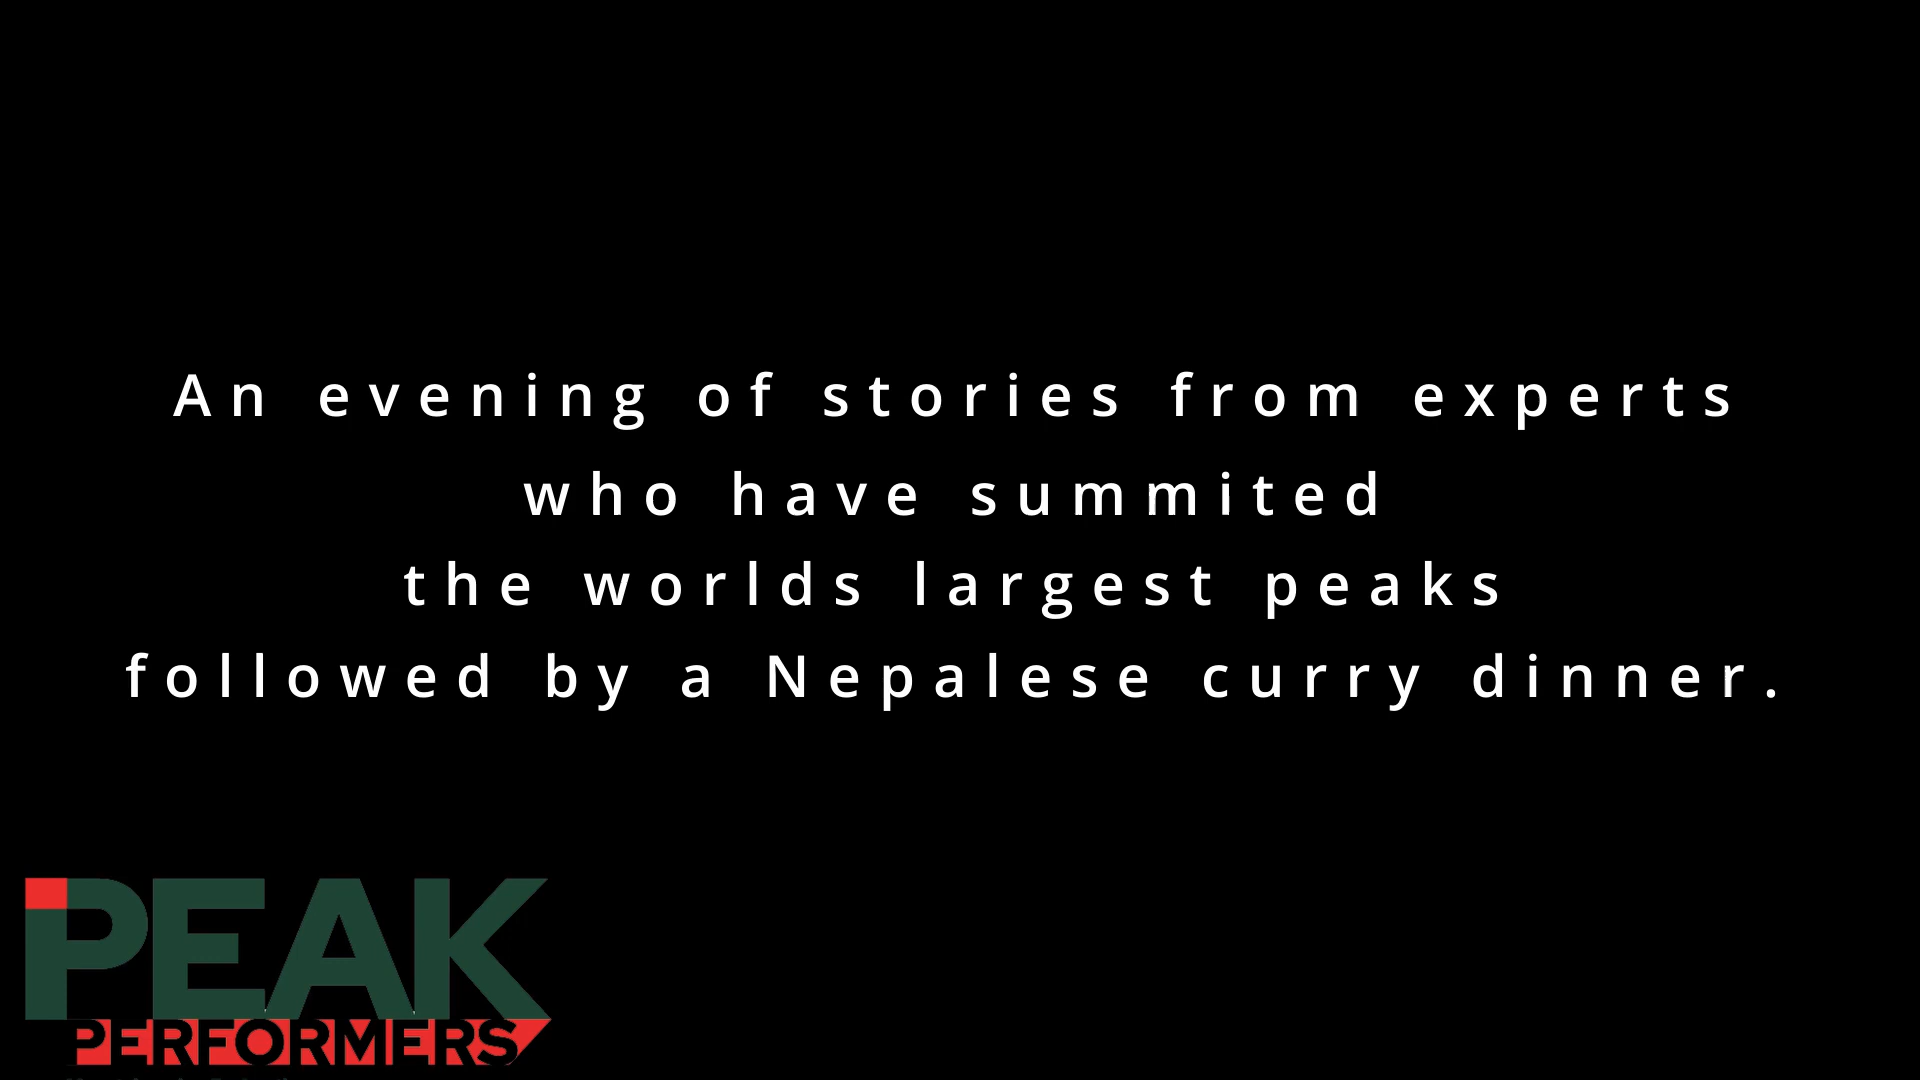 An evening of stories from experts
who have summited
the worlds largest peaks
followed by a Nepalese curry dinner.
PEAK
PERFORMERS